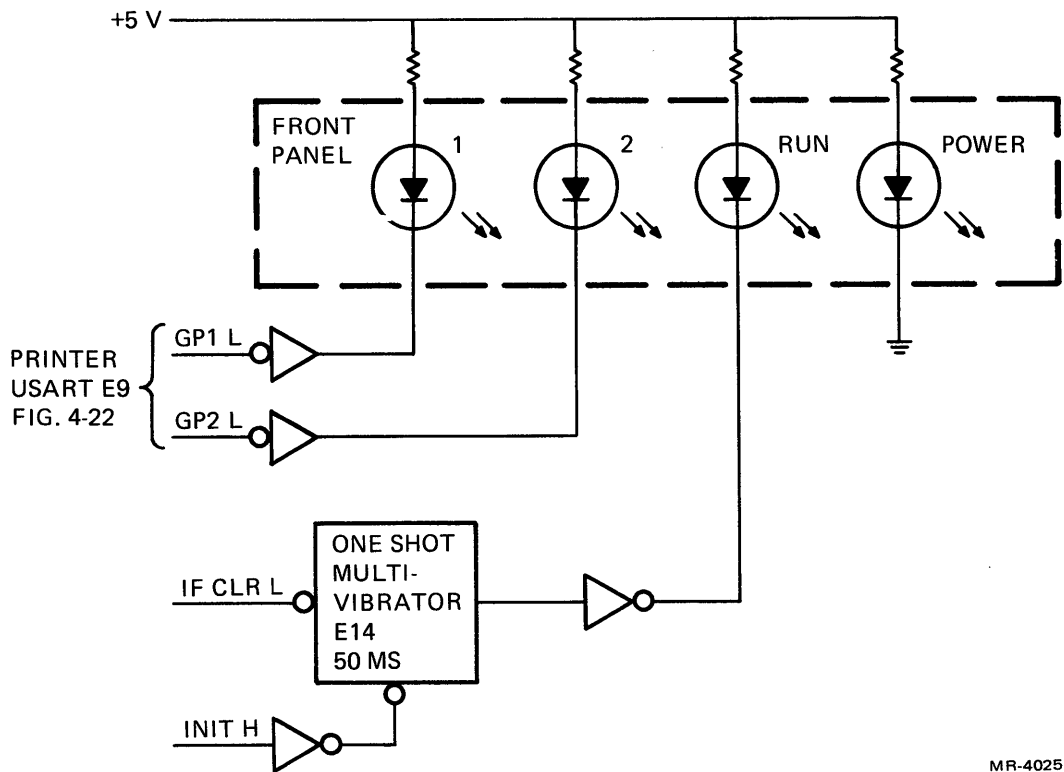 +5 V
FRONT
PANEL
1
2
RUN
POWER
PRINTER
USART E9
FIG. 4-22
GP1 L
GP2 L
IF CLR L
ONE SHOT
MULTI-
VIBRATOR
E14
50 MS
INIT H
MR-4025